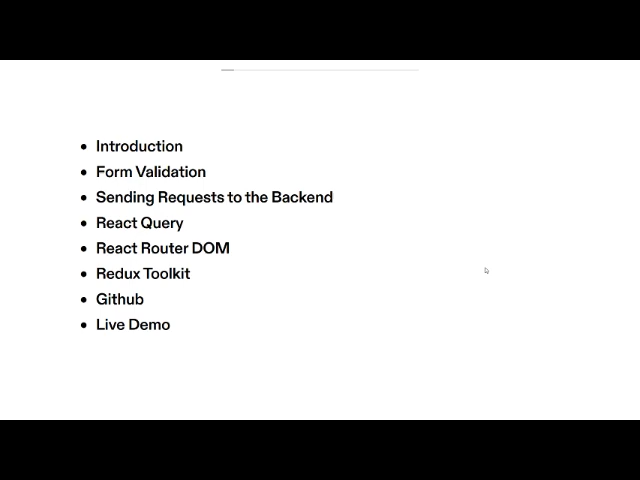 • Introduction
• Form Validation
• Sending Requests to the Backend
• React Query
• React Router DOM
• Redux Toolkit
• Github
• Live Demo